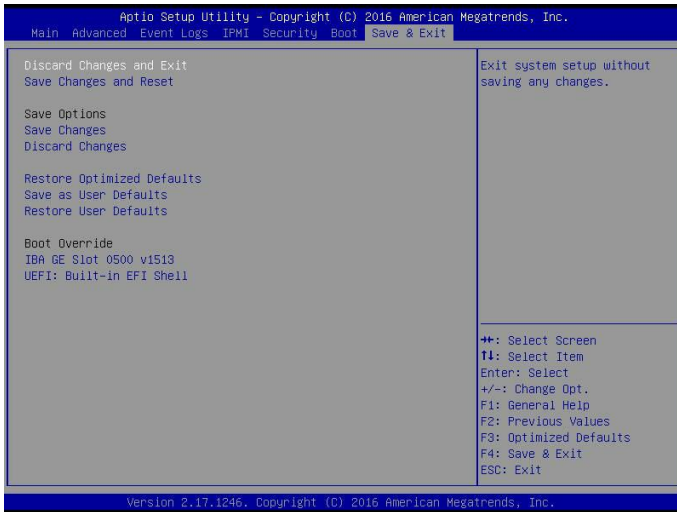 Aptio Setup Utility – Copyright (C) 2016 American Megatrends, Inc.
Main Advanced Event Logs IPMI Security Boot Save & Exit
Discard Changes and Exit
Save Changes and Reset
Save Options
Save Changes
Discard Changes
Restore Optimized Defaults
Save as User Defaults
Restore User Defaults
Boot Override
IBA GE Slot 0500 v1513
UEFI: Built-in EFI Shell
Exit system setup without
saving any changes.
→←: Select Screen
↑↓: Select Item
Enter: Select
+/-: Change Opt.
F1: General Help
F2: Previous Values
F3: Optimized Defaults
F4: Save & Exit
ESC: Exit
Version 2.17.1246. Copyright (C) 2016 American Megatrends, Inc.